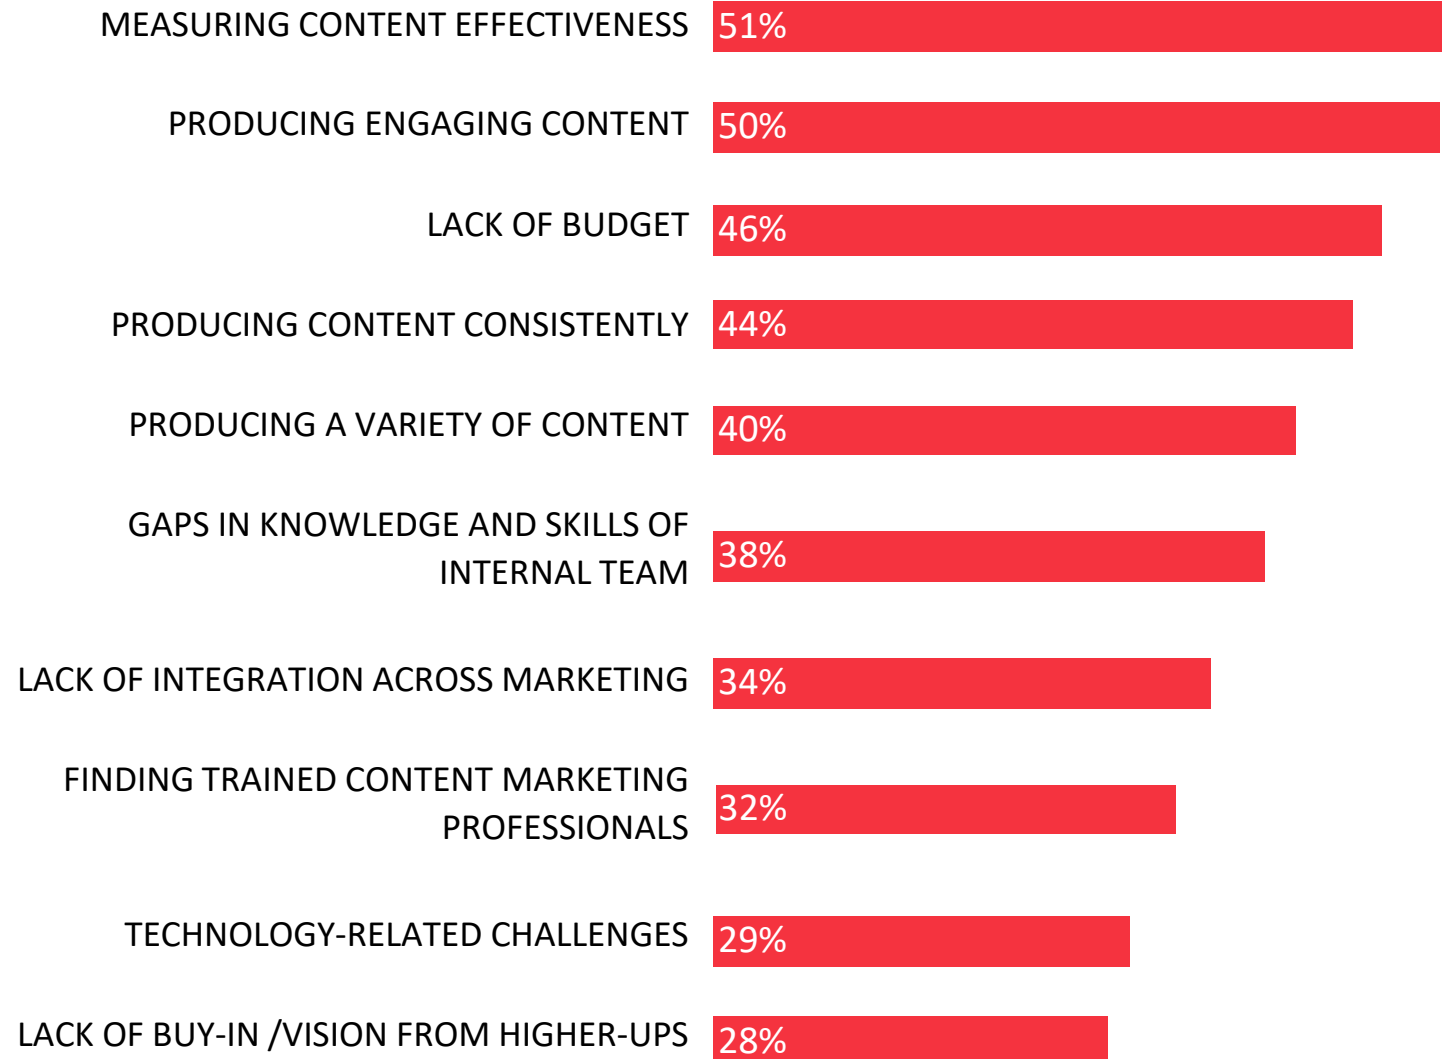 MEASURING CONTENT EFFECTIVENESS 51%
PRODUCING ENGAGING CONTENT 50%
LACK OF BUDGET 46%
PRODUCING CONTENT CONSISTENTLY 44%
PRODUCING A VARIETY OF CONTENT 40%
GAPS IN KNOWLEDGE AND SKILLS OF
INTERNAL TEAM 38%
LACK OF INTEGRATION ACROSS MARKETING 34%
FINDING TRAINED CONTENT MARKETING
PROFESSIONALS 32%
TECHNOLOGY-RELATED CHALLENGES 29%
LACK OF BUY-IN /VISION FROM HIGHER-UPS 28%